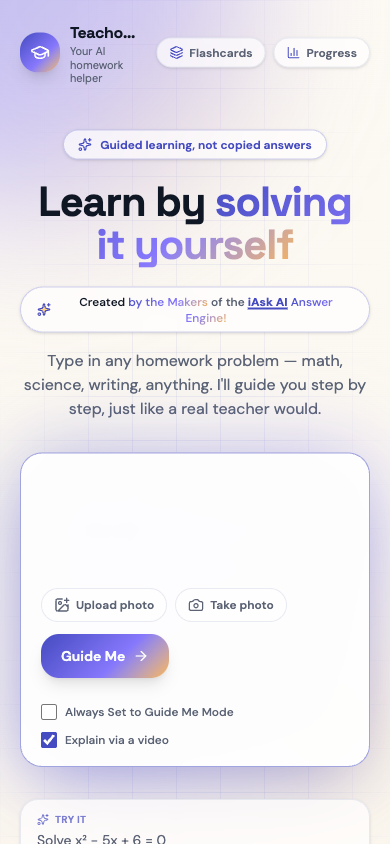 Teacho...
Your AI
homework
helper
Flashcards
Progress
Guided learning, not copied answers
Learn by solving
it yourself
Created by the Makers of the iAsk AI Answer
Engine!
Type in any homework problem — math,
science, writing, anything. I'll guide you step by
step, just like a real teacher would.
Upload photo
Take photo
Guide Me →
Always Set to Guide Me Mode
Explain via a video
TRY IT
Solve x² - 5x + 6 = 0